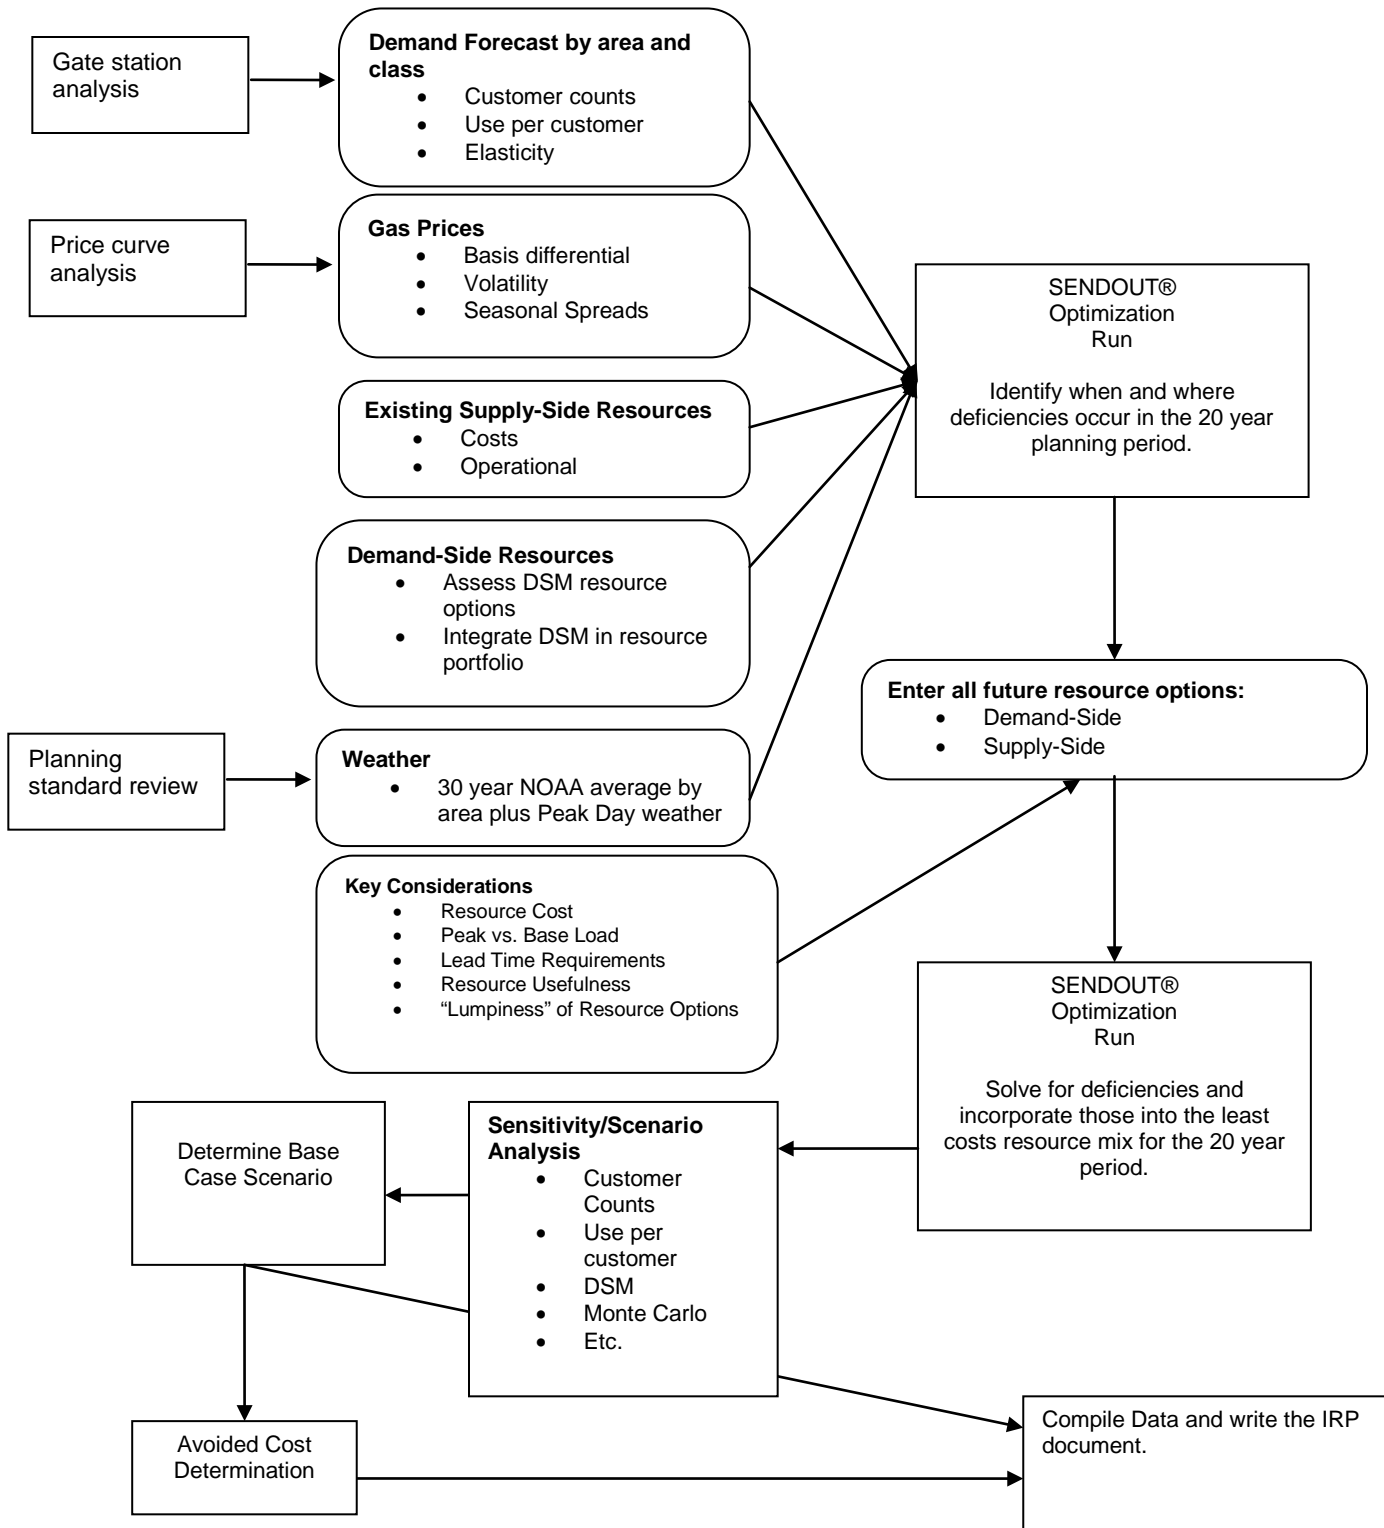 Gate station
analysis
Demand Forecast by area and
class
• Customer counts
• Use per customer
• Elasticity
Price curve
analysis
Gas Prices
• Basis differential
• Volatility
• Seasonal Spreads
Existing Supply-Side Resources
• Costs
• Operational
Demand-Side Resources
• Assess DSM resource
options
• Integrate DSM in resource
portfolio
Planning
standard review
Weather
• 30 year NOAA average by
area plus Peak Day weather
Key Considerations
• Resource Cost
• Peak vs. Base Load
• Lead Time Requirements
• Resource Usefulness
• “Lumpiness” of Resource Options
SENDOUT®
Optimization
Run
Identify when and where
deficiencies occur in the 20 year
planning period.
Enter all future resource options:
• Demand-Side
• Supply-Side
SENDOUT®
Optimization
Run
Solve for deficiencies and
incorporate those into the least
costs resource mix for the 20 year
period.
Sensitivity/Scenario
Analysis
• Customer
Counts
• Use per
customer
• DSM
• Monte Carlo
• Etc.
Determine Base
Case Scenario
Avoided Cost
Determination
Compile Data and write the IRP
document.